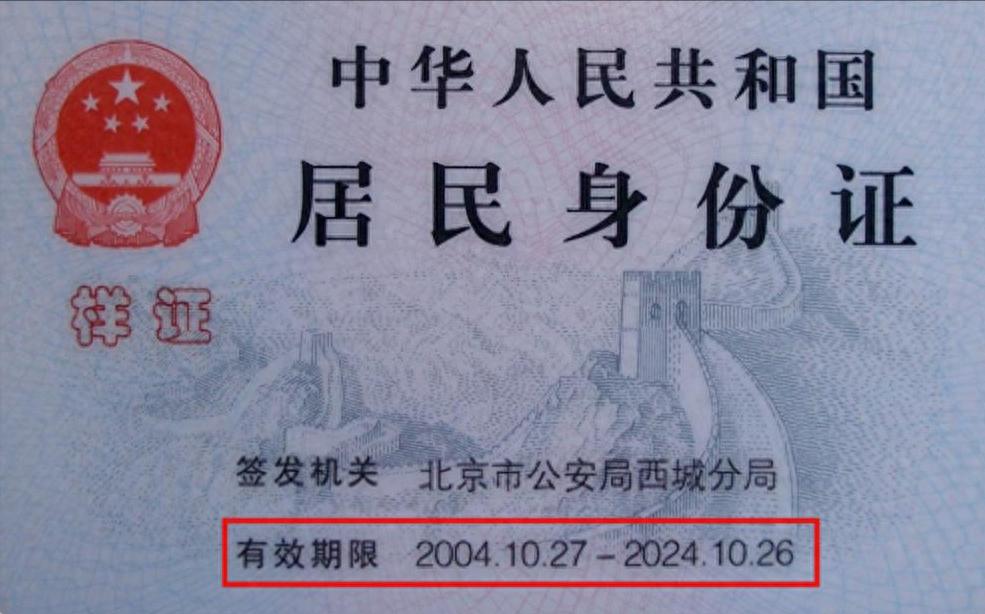 中华人民共和国
居民身份证
样证
签发机关 北京市公安局西城分局
有效期限 2004.10.27-2024.10.26